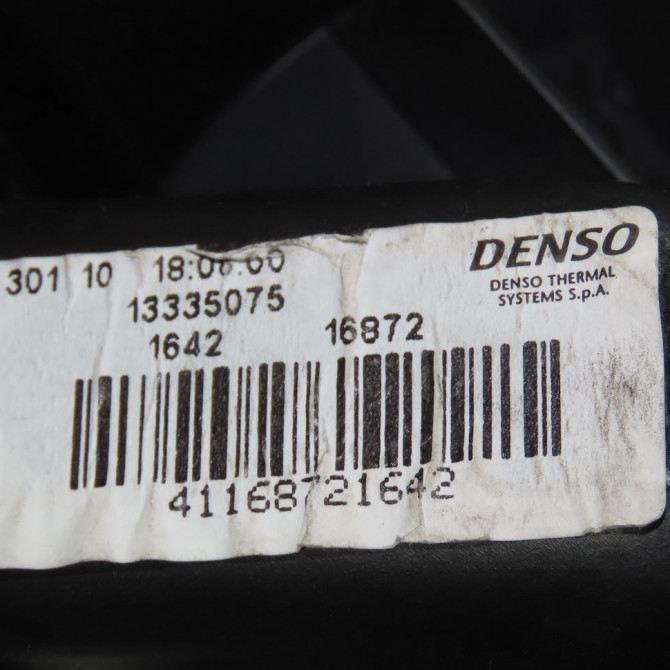 301 10 18:06:00
13335075
1642 16872
41168721642
DENSO
DENSO THERMAL
SYSTEMS S.p.A.